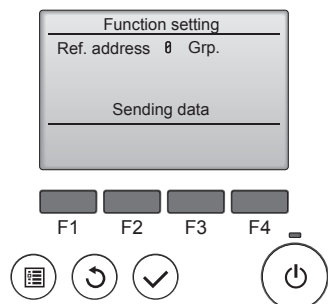 Function setting
Ref. address 0 Grp.
Sending data
F1 F2 F3 F4